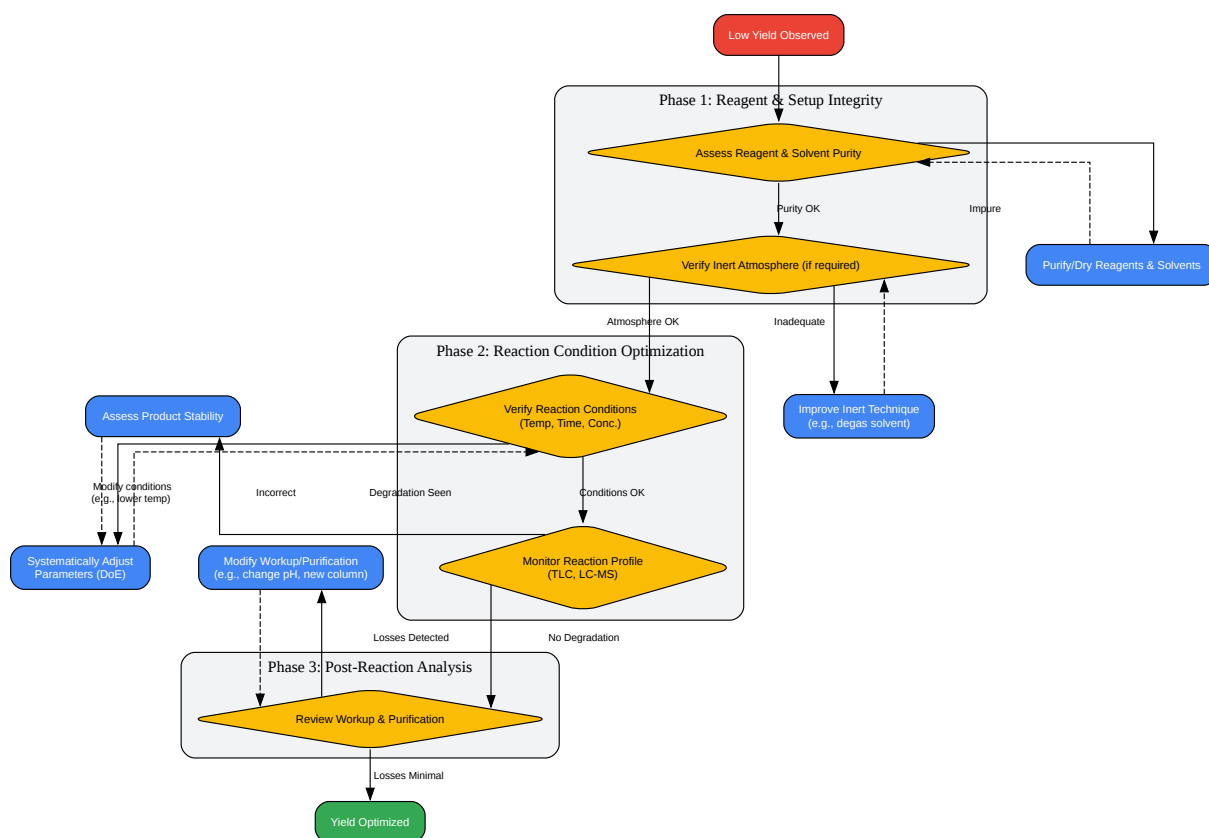 Low Yield Observed
Phase 1: Reagent & Setup Integrity
Assess Reagent & Solvent Purity
Purity OK
Impure
Verify Inert Atmosphere (if required)
Purify/Dry Reagents & Solvents
Atmosphere OK
Inadequate
Phase 2: Reaction Condition Optimization
Verify Reaction Conditions
(Temp, Time, Conc.)
Assess Product Stability
Improve Inert Technique
(e.g., degas solvent)
Modify conditions
(e.g., lower temp)
Incorrect
Degradation Seen
Conditions OK
Systematically Adjust
Parameters (DoE)
Modify Workup/Purification
(e.g., change pH, new column)
Monitor Reaction Profile
(TLC, LC-MS)
Losses Detected
No Degradation
Phase 3: Post-Reaction Analysis
Review Workup & Purification
Losses Minimal
Yield Optimized